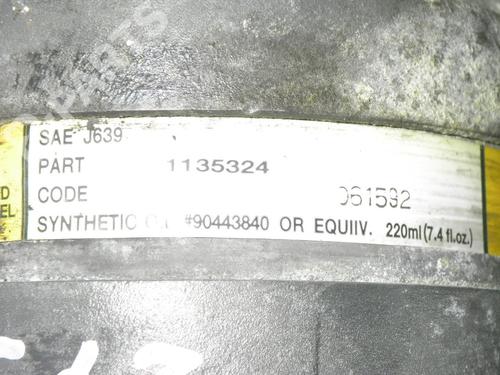 SAE J639
PART 1135324
CODE 061592
SYNTHETIC #90443840 OR EQUIIV. 220ml (7.4 fl.oz.)